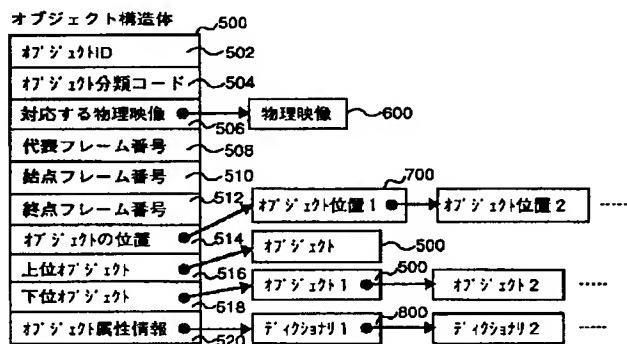 オブジェクト構造体
500
オブジェクトID
502
オブジェクト分類コード
504
対応する物理映像
506
物理映像
600
代表フレーム番号
508
始点フレーム番号
510
終点フレーム番号
512
オブジェクトの位置
514
700
オブジェクト位置1
オブジェクト位置2
上位オブジェクト
516
オブジェクト
500
下位オブジェクト
518
500
オブジェクト1
オブジェクト2
オブジェクト属性情報
520
800
ディクショナリ1
ディクショナリ2